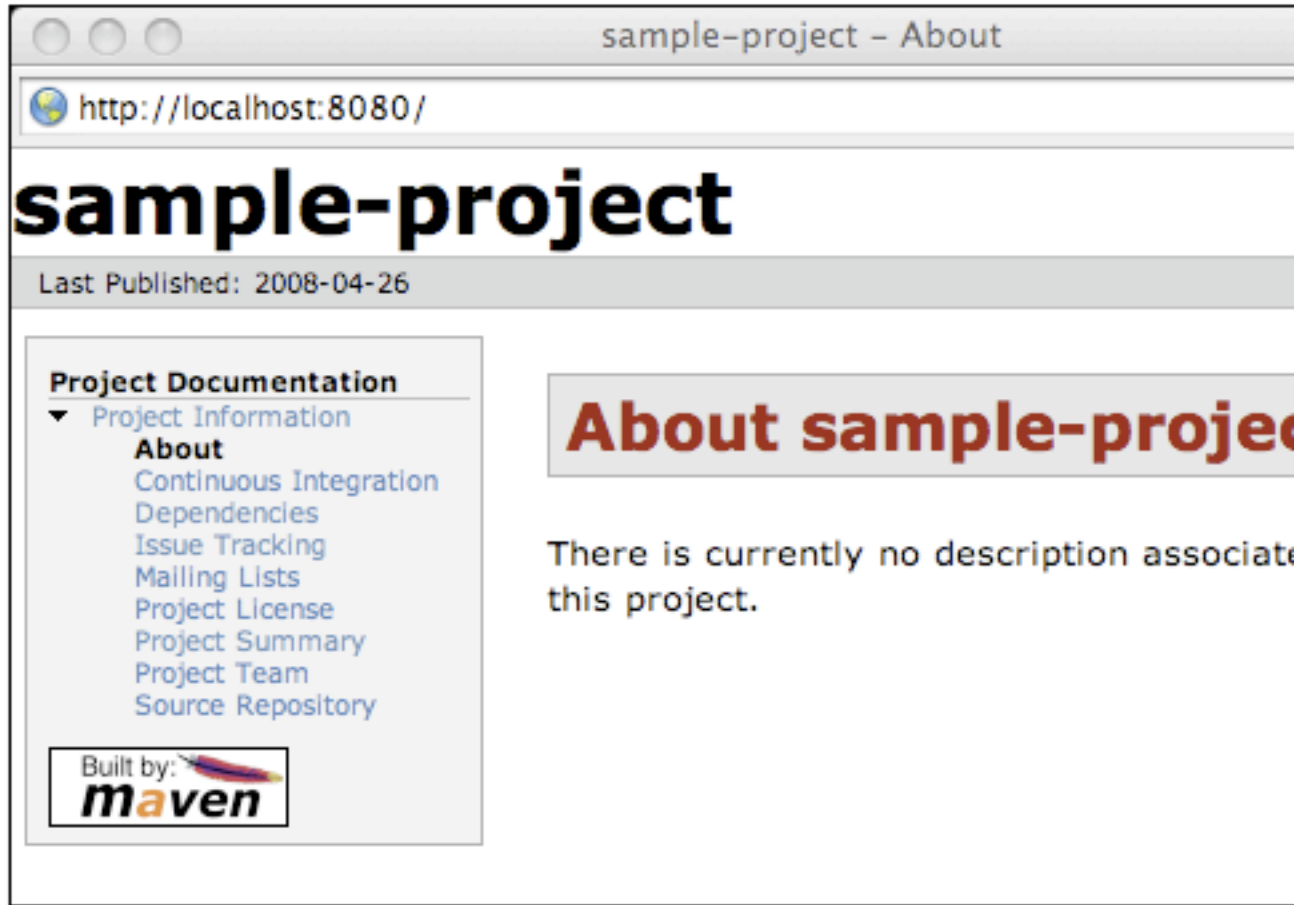 sample-project – About
http://localhost:8080/
sample-project
Last Published: 2008-04-26
Project Documentation
Project Information
About
Continuous Integration
Dependencies
Issue Tracking
Mailing Lists
Project License
Project Summary
Project Team
Source Repository
Built by:
maven
About sample-projec
There is currently no description associate
this project.